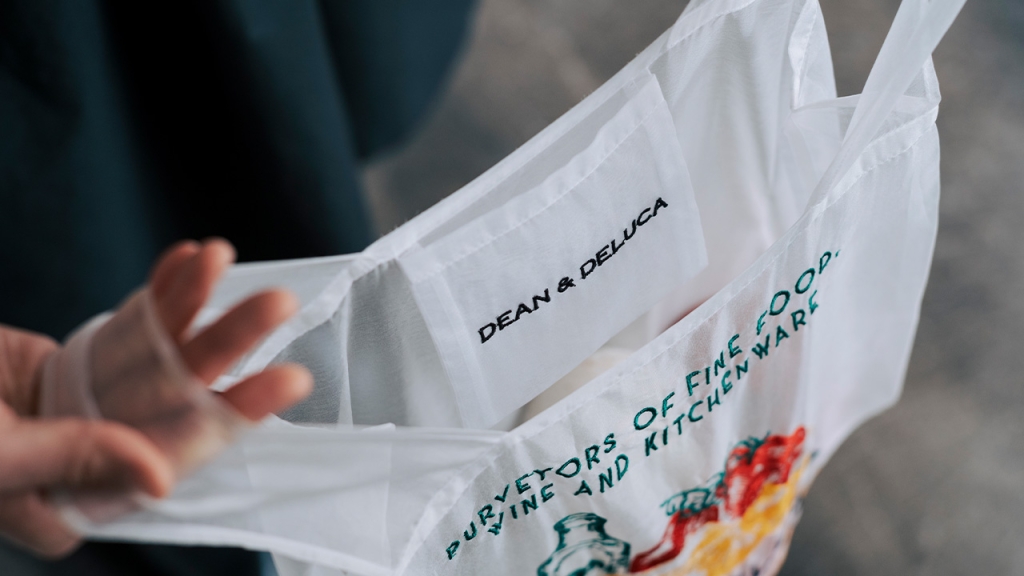 DEAN & DELUCA
PURVEYORS OF FINE FOOD,
WINE AND KITCHENWARE